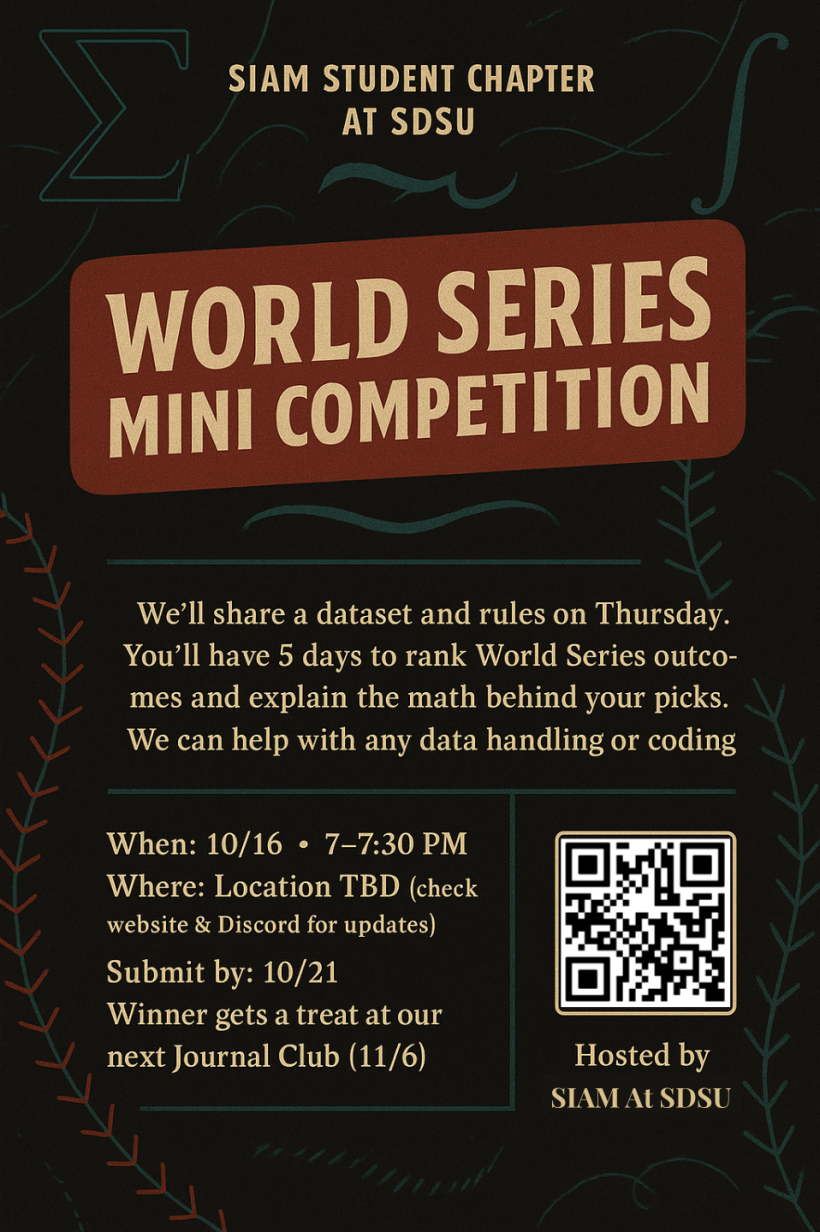 SIAM STUDENT CHAPTER
AT SDSU
WORLD SERIES
MINI COMPETITION
We’ll share a dataset and rules on Thursday.
You’ll have 5 days to rank World Series outco-
mes and explain the math behind your picks.
We can help with any data handling or coding
When: 10/16 • 7–7:30 PM
Where: Location TBD (check
website & Discord for updates)
Submit by: 10/21
Winner gets a treat at our
next Journal Club (11/6)
Hosted by
SIAM At SDSU